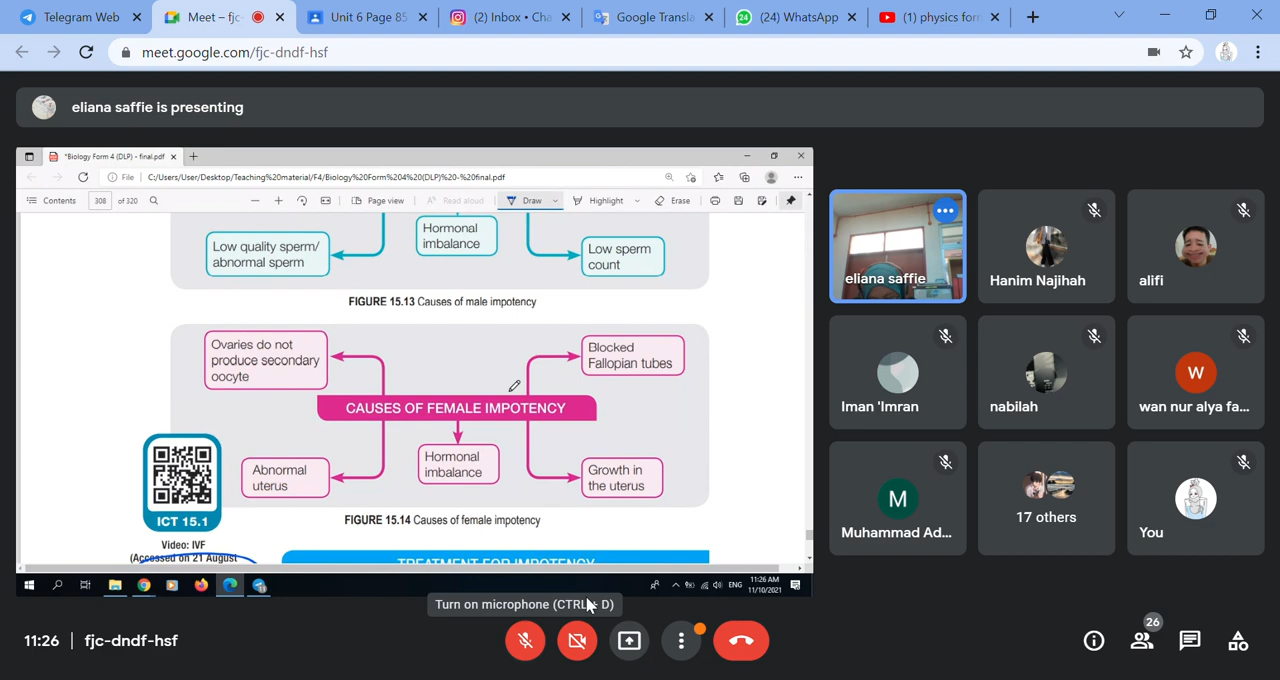 Telegram Web
Meet – fjc-
Unit 6 Page 85
(2) Inbox • Cha
Google Transla
(24) WhatsApp
(1) physics form
meet.google.com/fjc-dndf-hsf
eliana saffie is presenting
*Biology Form 4 (DLP) - final.pdf
File
C:/Users/User/Desktop/Teaching%20material/F4/Biology%20Form%204%20(DLP)%20-%20final.pdf
Contents
308
of 320
Page view
Read aloud
Draw
Highlight
Erase
Low quality sperm/
abnormal sperm
Hormonal
imbalance
Low sperm
count
FIGURE 15.13 Causes of male impotency
Ovaries do not
produce secondary
oocyte
Blocked
Fallopian tubes
CAUSES OF FEMALE IMPOTENCY
Abnormal
uterus
Hormonal
imbalance
Growth in
the uterus
ICT 15.1
FIGURE 15.14 Causes of female impotency
Video: IVF
(Accessed on 21 August
TREATMENT FOR IMPOTENCY
ENG
11:26 AM
11/10/2021
eliana saffie
Hanim Najihah
alifi
Iman 'Imran
nabilah
W
wan nur alya fa...
M
Muhammad Ad...
17 others
You
Turn on microphone (CTRL + D)
11:26
fjc-dndf-hsf
26